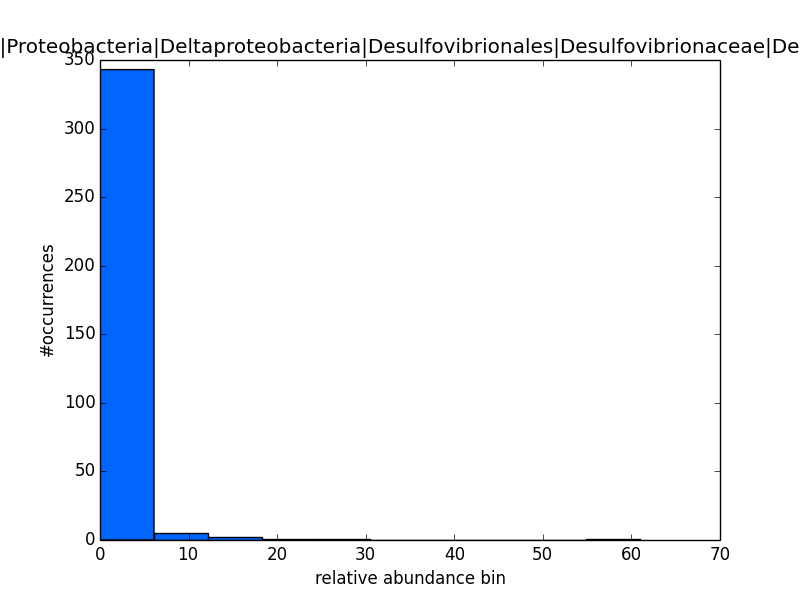 |Proteobacteria|Deltaproteobacteria|Desulfovibrionales|Desulfovibrionaceae|De
350
300
250
200
150
100
50
0
#occurrences
0 10 20 30 40 50 60 70
relative abundance bin